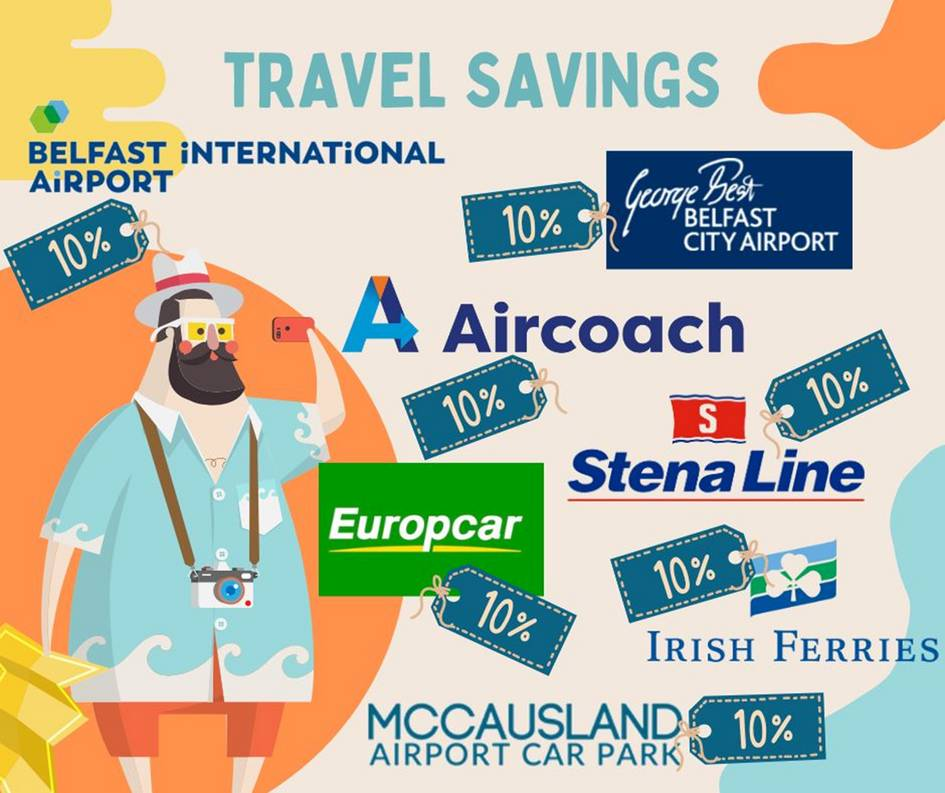 TRAVEL SAVINGS
BELFAST iNTERNATiONAL
AiRPORT
10%
10%
George Best
BELFAST
CITY AIRPORT
Aircoach
10%
10%
S
Stena Line
Europcar
10%
10%
IRISH FERRIES
MCCAUSLAND
AIRPORT CAR PARK
10%